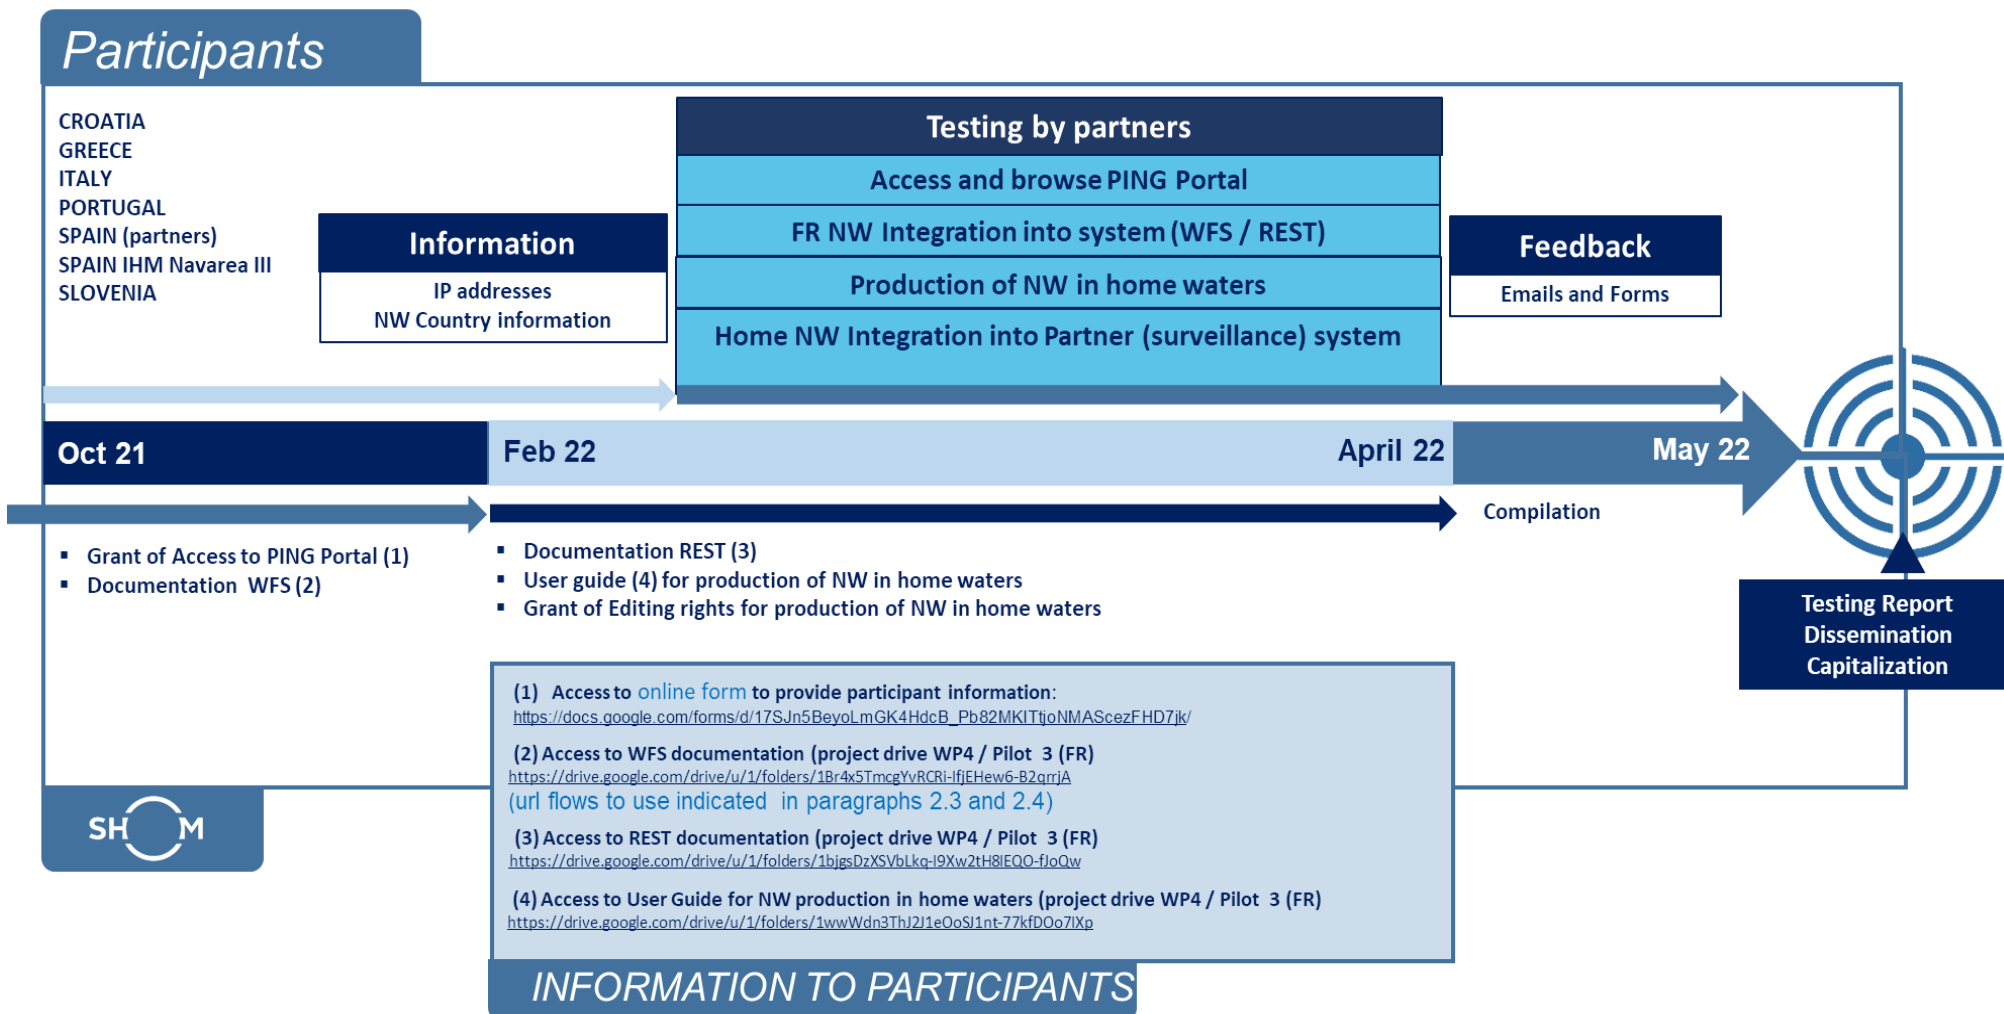 Participants
CROATIA
GREECE
ITALY
PORTUGAL
SPAIN (partners)
SPAIN IHM Navarea III
SLOVENIA
Information
IP addresses
NW Country information
Testing by partners
Access and browse PING Portal
FR NW Integration into system (WFS / REST)
Production of NW in home waters
Home NW Integration into Partner (surveillance) system
Feedback
Emails and Forms
Oct 21
Feb 22
April 22
May 22
▪ Grant of Access to PING Portal (1)
▪ Documentation WFS (2)
▪ Documentation REST (3)
▪ User guide (4) for production of NW in home waters
▪ Grant of Editing rights for production of NW in home waters
Compilation
Testing Report
Dissemination
Capitalization
(1) Access to online form to provide participant information:
https://docs.google.com/forms/d/17SJn5BeyoLmGK4HdcB_Pb82MKITtjoNMAScezFHD7jk/
(2) Access to WFS documentation (project drive WP4 / Pilot 3 (FR)
https://drive.google.com/drive/u/1/folders/1Br4x5TmcgYvRCRi-IfjEHew6-B2qrrjA
(url flows to use indicated in paragraphs 2.3 and 2.4)
(3) Access to REST documentation (project drive WP4 / Pilot 3 (FR)
https://drive.google.com/drive/u/1/folders/1bjgsDzXSVbLkq-I9Xw2tH8lEQO-fJoQw
(4) Access to User Guide for NW production in home waters (project drive WP4 / Pilot 3 (FR)
https://drive.google.com/drive/u/1/folders/1wwWdn3ThJ2J1eOoSJ1nt-77kfDOo7lXp
SHOM
INFORMATION TO PARTICIPANTS